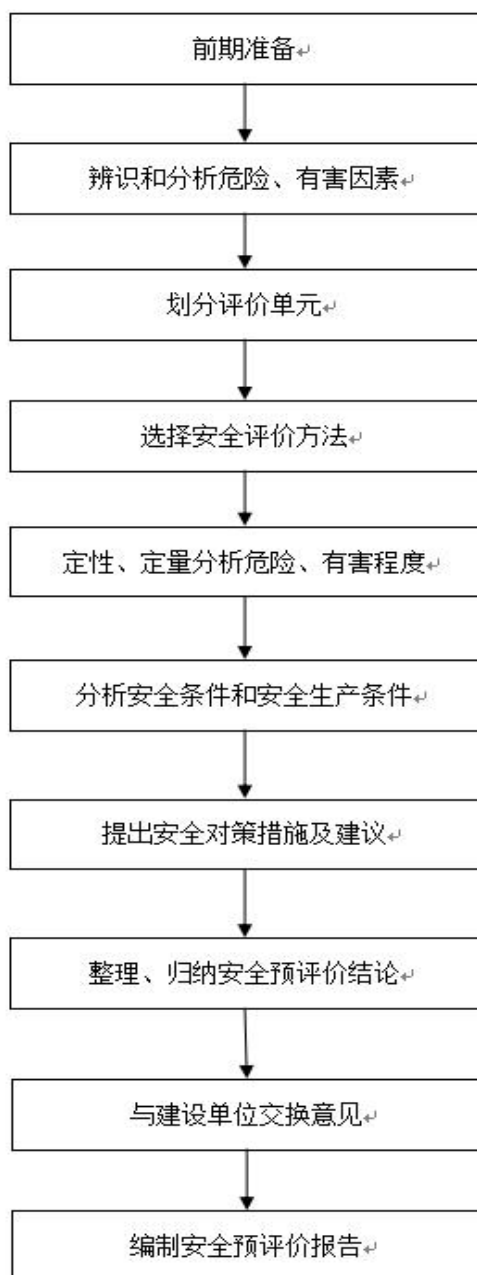 前期准备
辨识和分析危险、有害因素
划分评价单元
选择安全评价方法
定性、定量分析危险、有害程度
分析安全条件和安全生产条件
提出安全对策措施及建议
整理、归纳安全预评价结论
与建设单位交换意见
编制安全预评价报告